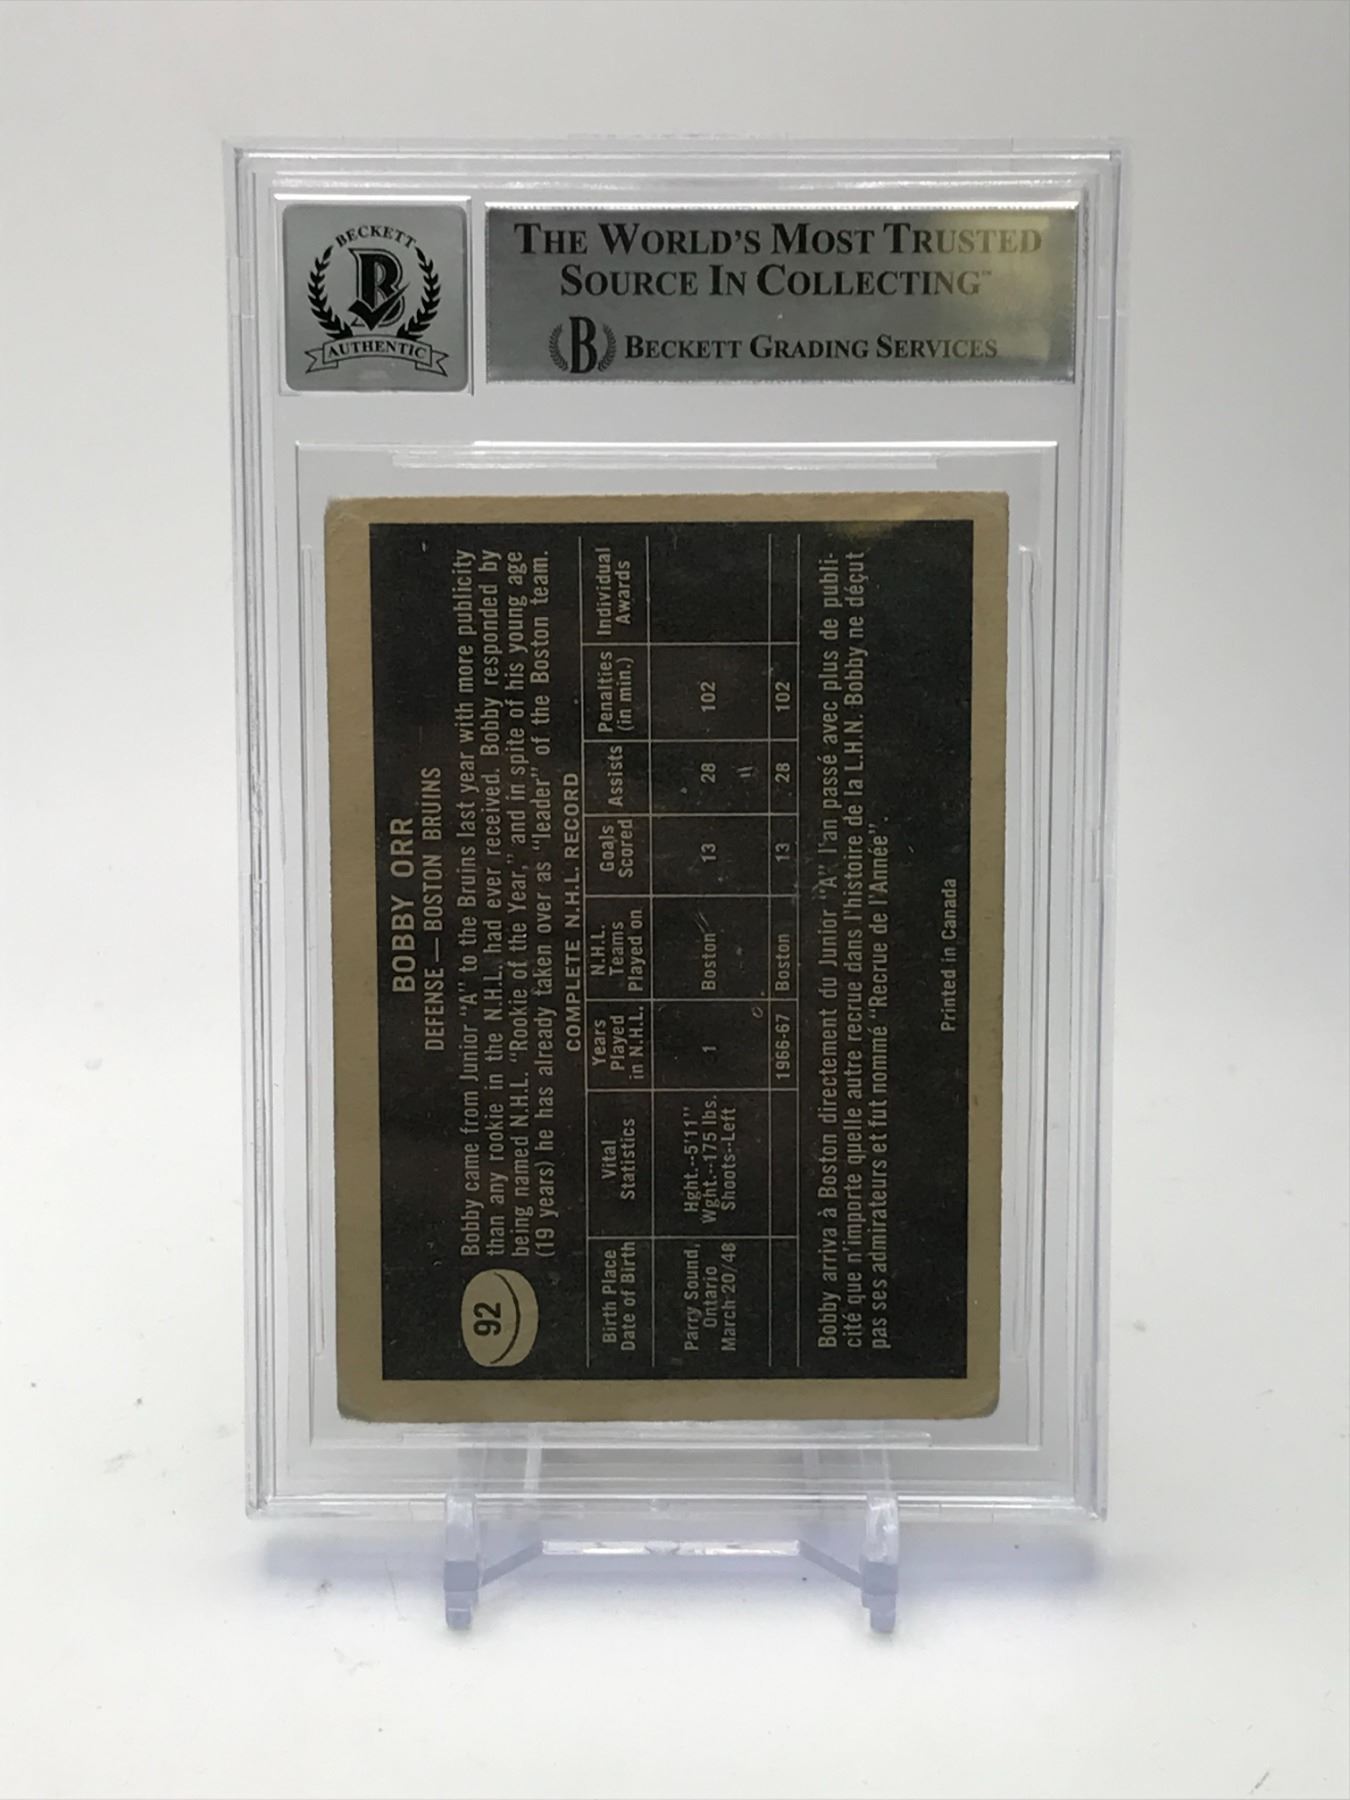 BECKETT
B
AUTHENTIC
THE WORLD'S MOST TRUSTED
SOURCE IN COLLECTING™
B BECKETT GRADING SERVICES
BOBBY ORR
DEFENSE — BOSTON BRUINS
92
Bobby came from Junior "A" to the Bruins last year with more publicity
than any rookie in the N.H.L. had ever received. Bobby responded by
being named N.H.L. "Rookie of the Year," and in spite of his young age
(19 years) he has already taken over as "leader" of the Boston team.
COMPLETE N.H.L. RECORD
Birth Place Vital Years N.H.L. Goals Assists Penalties Individual
Date of Birth Statistics Played Teams Scored (in min.) Awards
in N.H.L. Played on
Parry Sound, Hght.--5'11"
Ontario Wght.--175 lbs. 1 Boston 13 28 102
March 20/48 Shoots--Left
1966-67 Boston 13 28 102
Bobby arriva à Boston directement du Junior "A" l'an passé avec plus de publi-
cité que n'importe quelle autre recrue dans l'histoire de la L.H.N. Bobby ne déçut
pas ses admirateurs et fut nommé "Recrue de l'Année".
Printed in Canada